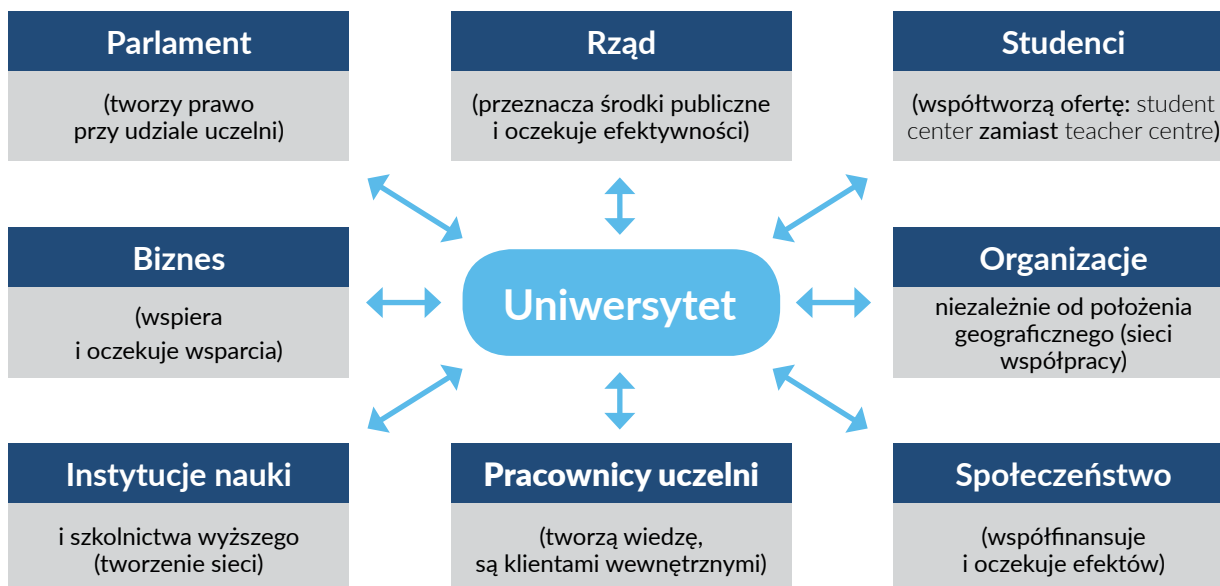 Parlament
(tworzy prawo
przy udziale uczelni)
Rząd
(przeznacza środki publiczne
i oczekuje efektywności)
Studenci
(współtworzą ofertę: student
center zamiast teacher centre)
Biznes
(wspiera
i oczekuje wsparcia)
Uniwersytet
Organizacje
niezależnie od położenia
geograficznego (sieci
współpracy)
Instytucje nauki
i szkolnictwa wyższego
(tworzenie sieci)
Pracownicy uczelni
(tworzą wiedzę,
są klientami wewnętrznymi)
Społeczeństwo
(współfinansuje
i oczekuje efektów)